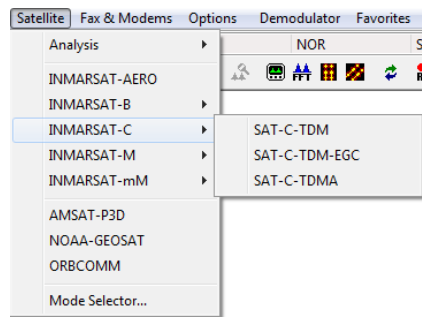 Satellite Fax & Modems Options Demodulator Favorites
Analysis NOR
FFT
INMARSAT-AERO
INMARSAT-B
INMARSAT-C SAT-C-TDM
INMARSAT-M SAT-C-TDM-EGC
INMARSAT-mM SAT-C-TDMA
AMSAT-P3D
NOAA-GEOSAT
ORBCOMM
Mode Selector...